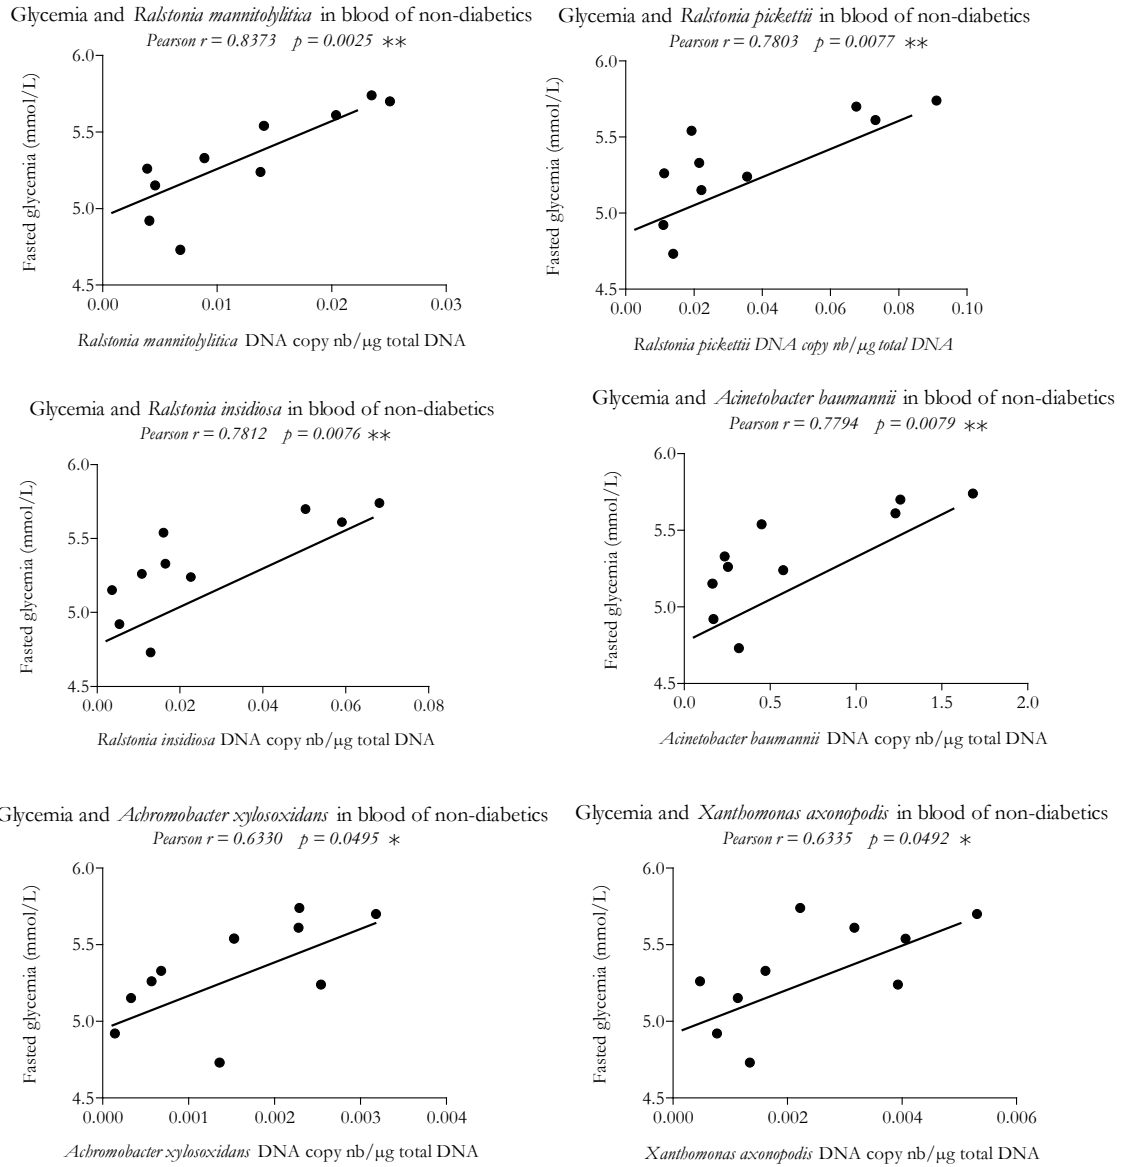 Glycemia and Ralstonia mannitolylitica in blood of non-diabetics
Pearson r = 0.8373 p = 0.0025 **
Fasted glycemia (mmol/L)
6.0
5.5
5.0
4.5
0.00 0.01 0.02 0.03
Ralstonia mannitolylitica DNA copy nb/µg total DNA
Glycemia and Ralstonia pickettii in blood of non-diabetics
Pearson r = 0.7803 p = 0.0077 **
Fasted glycemia (mmol/L)
6.0
5.5
5.0
4.5
0.00 0.02 0.04 0.06 0.08 0.10
Ralstonia pickettii DNA copy nb/µg total DNA
Glycemia and Ralstonia insidiosa in blood of non-diabetics
Pearson r = 0.7812 p = 0.0076 **
Fasted glycemia (mmol/L)
6.0
5.5
5.0
4.5
0.00 0.02 0.04 0.06 0.08
Ralstonia insidiosa DNA copy nb/µg total DNA
Glycemia and Acinetobacter baumannii in blood of non-diabetics
Pearson r = 0.7794 p = 0.0079 **
Fasted glycemia (mmol/L)
6.0
5.5
5.0
4.5
0.0 0.5 1.0 1.5 2.0
Acinetobacter baumannii DNA copy nb/µg total DNA
Glycemia and Achromobacter xylosoxidans in blood of non-diabetics
Pearson r = 0.6330 p = 0.0495 *
Fasted glycemia (mmol/L)
6.0
5.5
5.0
4.5
0.000 0.001 0.002 0.003 0.004
Achromobacter xylosoxidans DNA copy nb/µg total DNA
Glycemia and Xanthomonas axonopodis in blood of non-diabetics
Pearson r = 0.6335 p = 0.0492 *
Fasted glycemia (mmol/L)
6.0
5.5
5.0
4.5
0.000 0.002 0.004 0.006
Xanthomonas axonopodis DNA copy nb/µg total DNA